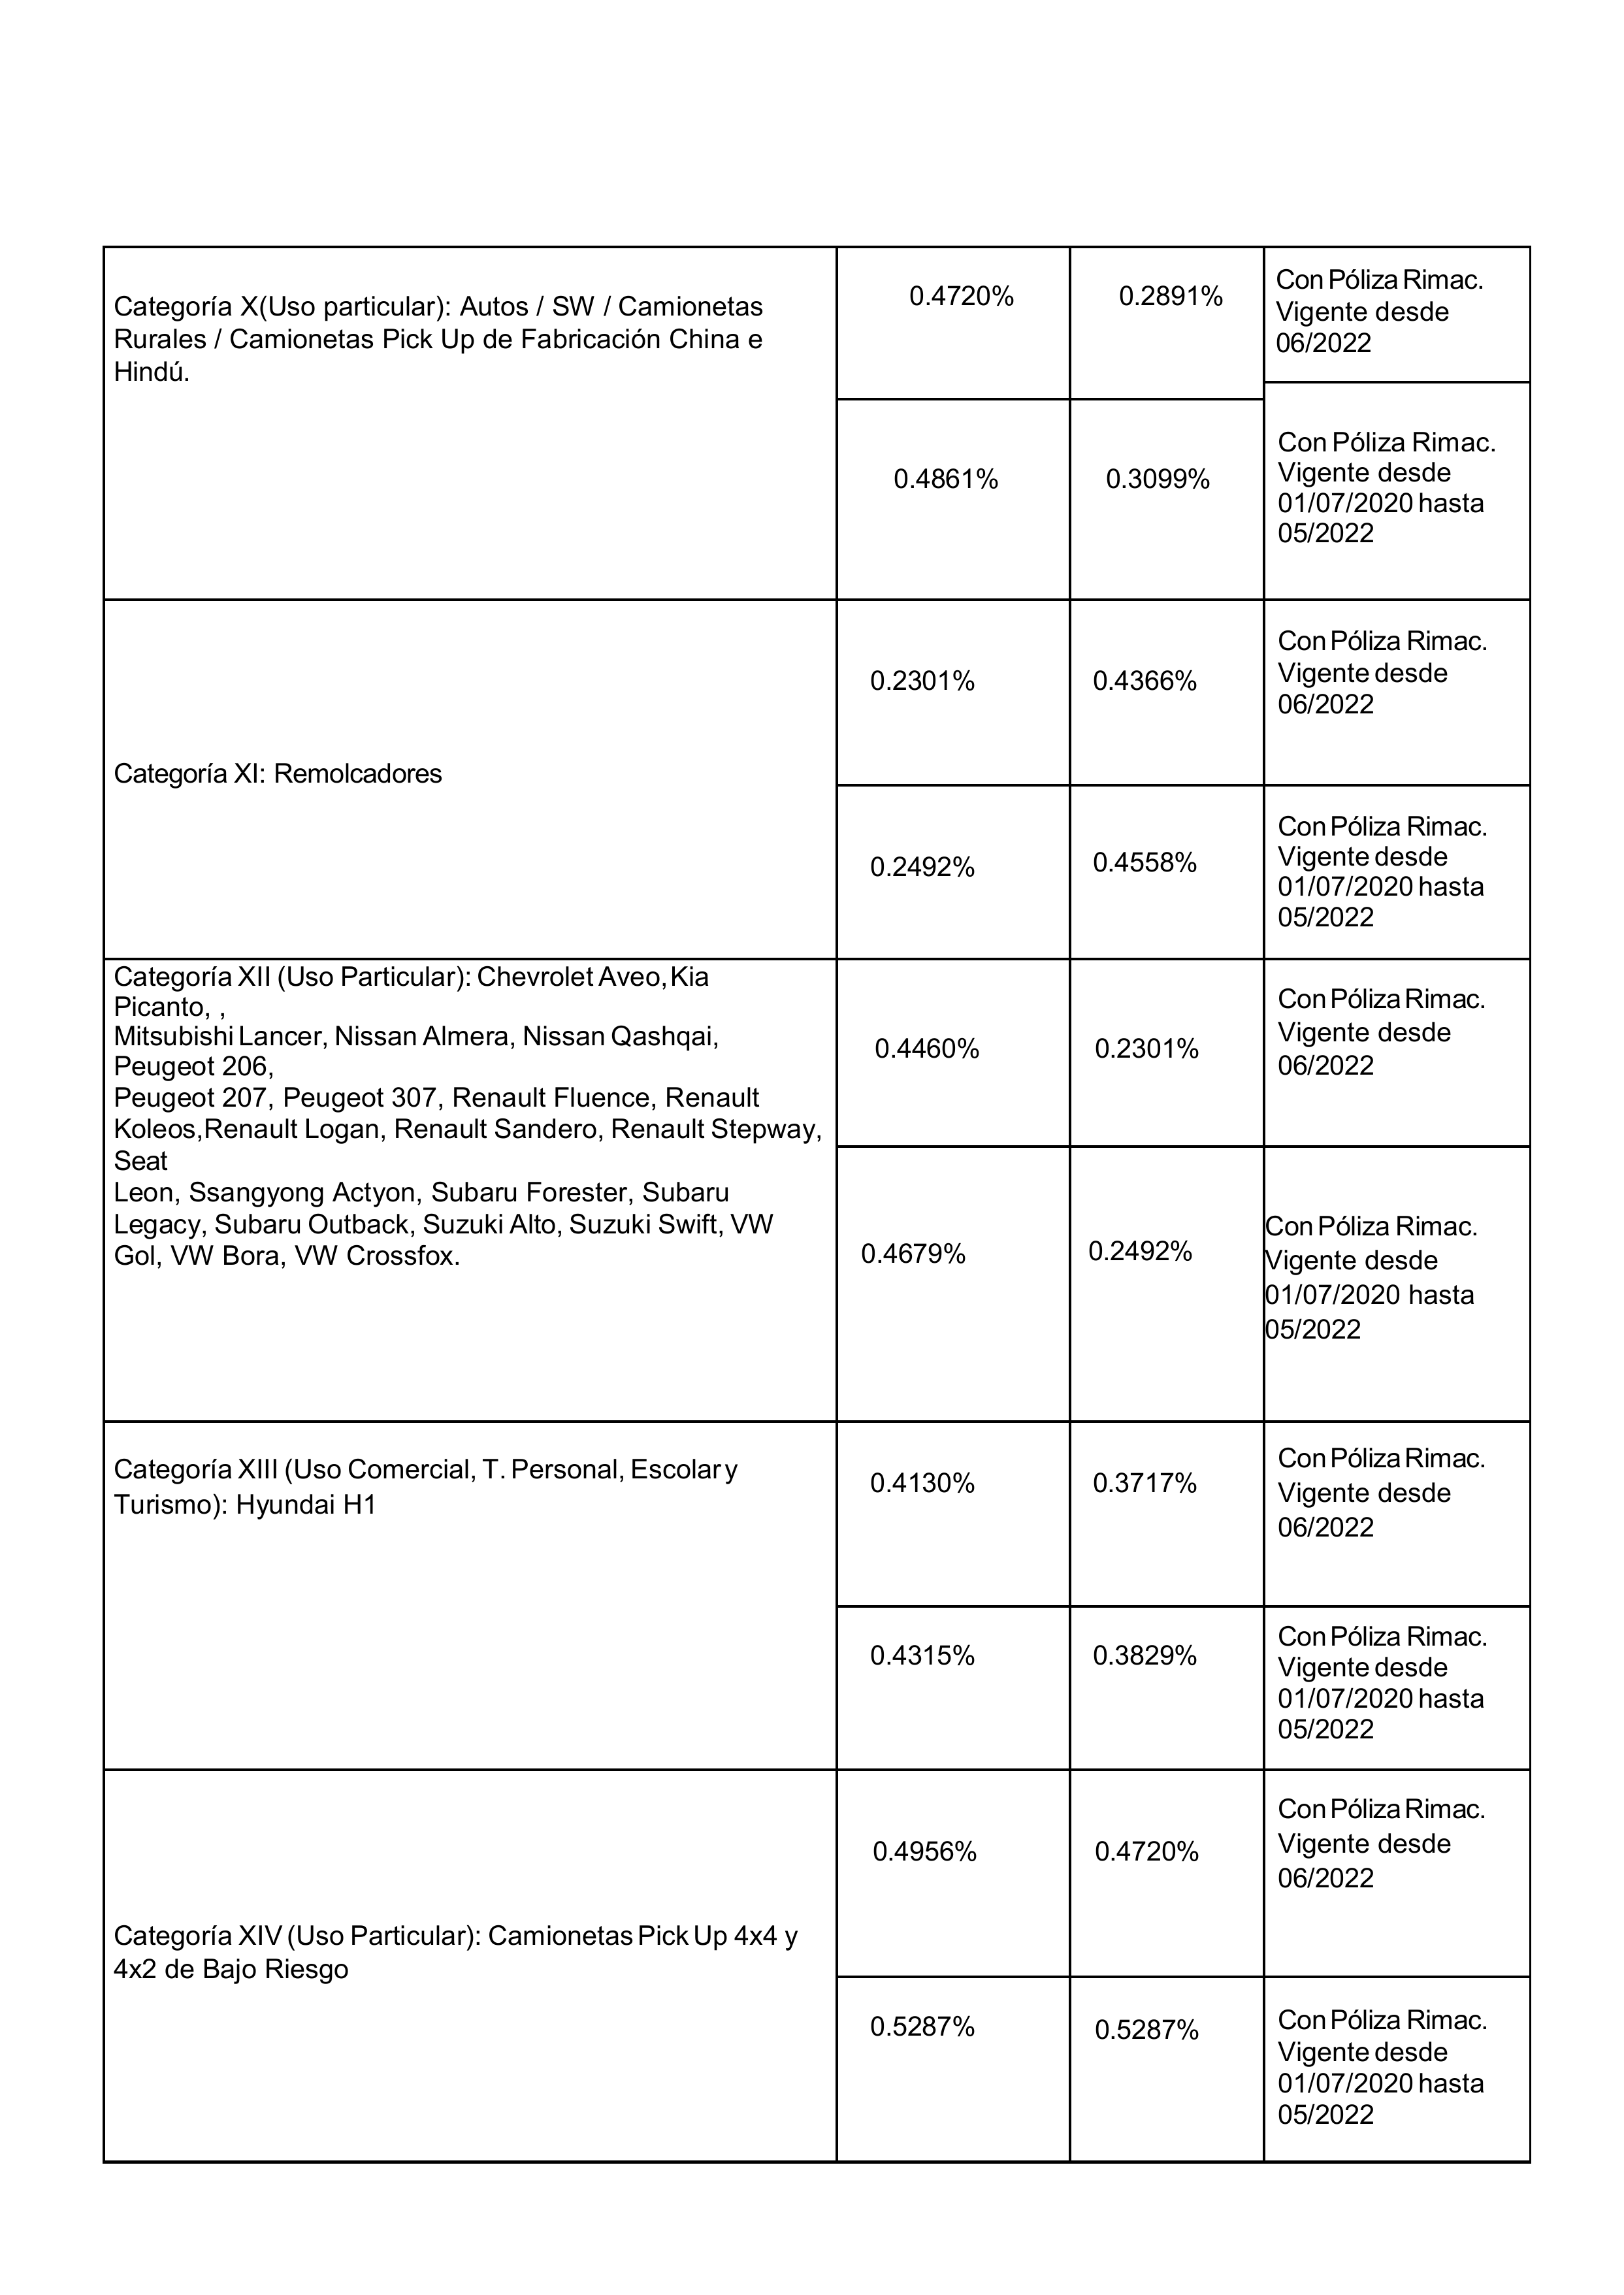 Categoría X(Uso particular): Autos / SW / Camionetas
Rurales / Camionetas Pick Up de Fabricación China e
Hindú.
0.4720%
0.2891%
Con Póliza Rimac.
Vigente desde
06/2022
0.4861%
0.3099%
Con Póliza Rimac.
Vigente desde
01/07/2020 hasta
05/2022
Categoría XI: Remolcadores
0.2301%
0.4366%
Con Póliza Rimac.
Vigente desde
06/2022
0.2492%
0.4558%
Con Póliza Rimac.
Vigente desde
01/07/2020 hasta
05/2022
Categoría XII (Uso Particular): Chevrolet Aveo, Kia
Picanto, ,
Mitsubishi Lancer, Nissan Almera, Nissan Qashqai,
Peugeot 206,
Peugeot 207, Peugeot 307, Renault Fluence, Renault
Koleos,Renault Logan, Renault Sandero, Renault Stepway,
Seat
Leon, Ssangyong Actyon, Subaru Forester, Subaru
Legacy, Subaru Outback, Suzuki Alto, Suzuki Swift, VW
Gol, VW Bora, VW Crossfox.
0.4460%
0.2301%
Con Póliza Rimac.
Vigente desde
06/2022
0.4679%
0.2492%
Con Póliza Rimac.
Vigente desde
01/07/2020 hasta
05/2022
Categoría XIII (Uso Comercial, T. Personal, Escolar y
Turismo): Hyundai H1
0.4130%
0.3717%
Con Póliza Rimac.
Vigente desde
06/2022
0.4315%
0.3829%
Con Póliza Rimac.
Vigente desde
01/07/2020 hasta
05/2022
Categoría XIV (Uso Particular): Camionetas Pick Up 4x4 y
4x2 de Bajo Riesgo
0.4956%
0.4720%
Con Póliza Rimac.
Vigente desde
06/2022
0.5287%
0.5287%
Con Póliza Rimac.
Vigente desde
01/07/2020 hasta
05/2022